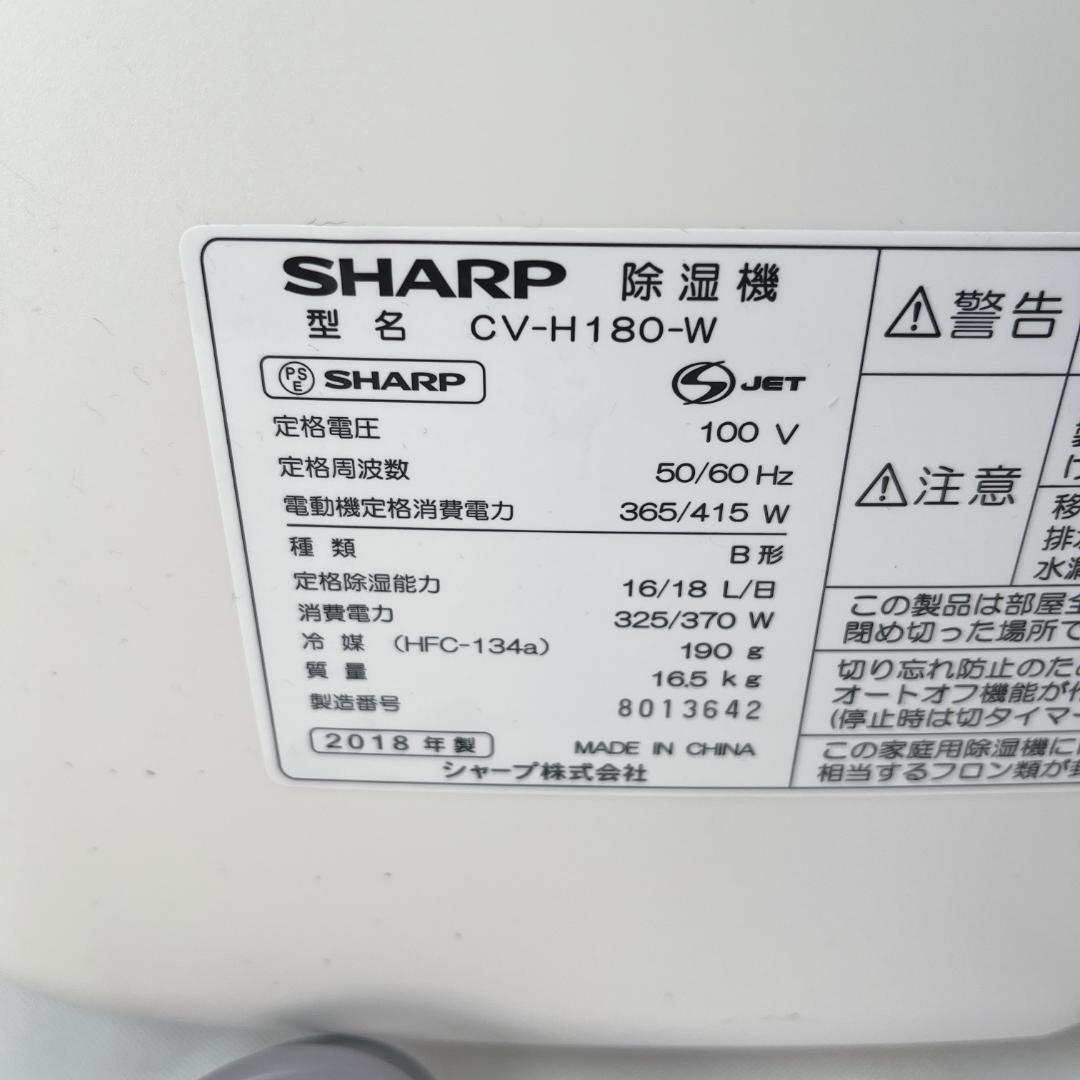 SHARP 除湿機
型名 CV-H180-W
PSE SHARP
S JET
定格電圧 100 V
定格周波数 50/60 Hz
電動機定格消費電力 365/415 W
種類 B形
定格除湿能力 16/18 L/日
消費電力 325/370 W
冷媒 (HFC-134a) 190 g
質量 16.5 kg
製造番号 8013642
2018年製 MADE IN CHINA
シャープ株式会社
警告
注意
移
排
水
この製品は部屋全
閉め切った場所で
切り忘れ防止のため
オートオフ機能が
(停止時は切タイマー
この家庭用除湿機に
相当するフロン類が